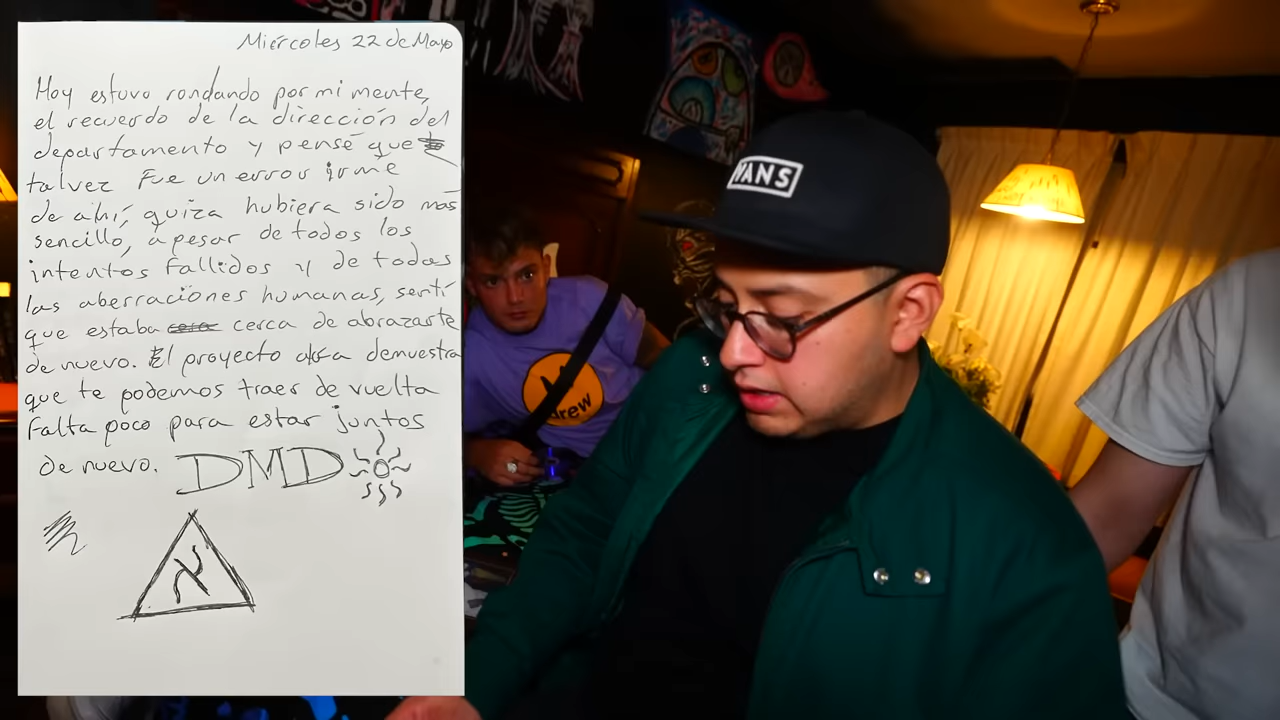 Miércoles 22 de Mayo
Hoy estuvo rondando por mi mente,
el recuerdo de la dirección del
departamento y pensé que
talvez fue un error irme
de ahí, quiza hubiera sido más
sencillo, apesar de todos los
intentos fallidos y de todas
las aberraciones humanas, sentí
que estaba cerca de abrazarte
de nuevo. El proyecto demuestra
que te podemos traer de vuelta
Falta poco para estar juntos
de nuevo. DMD
VANS
drew